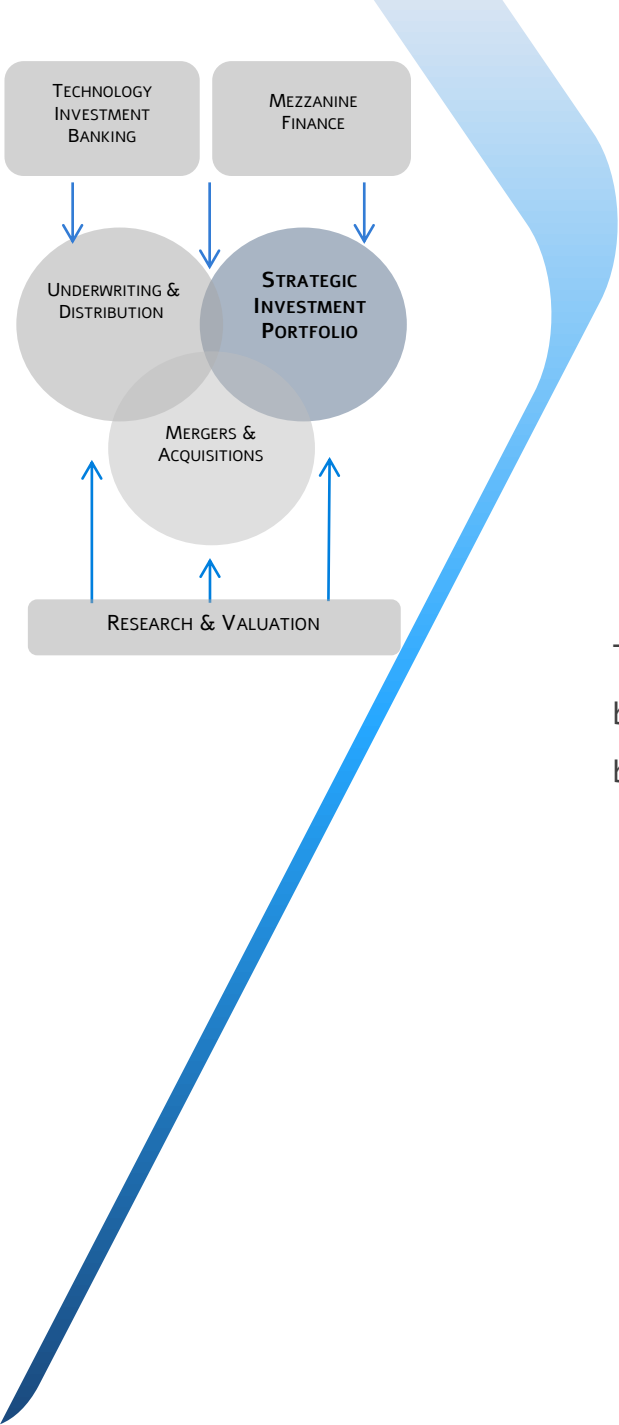 TECHNOLOGY
INVESTMENT
BANKING
MEZZANINE
FINANCE
UNDERWRITING &
DISTRIBUTION
STRATEGIC
INVESTMENT
PORTFOLIO
MERGERS &
ACQUISITIONS
RESEARCH & VALUATION